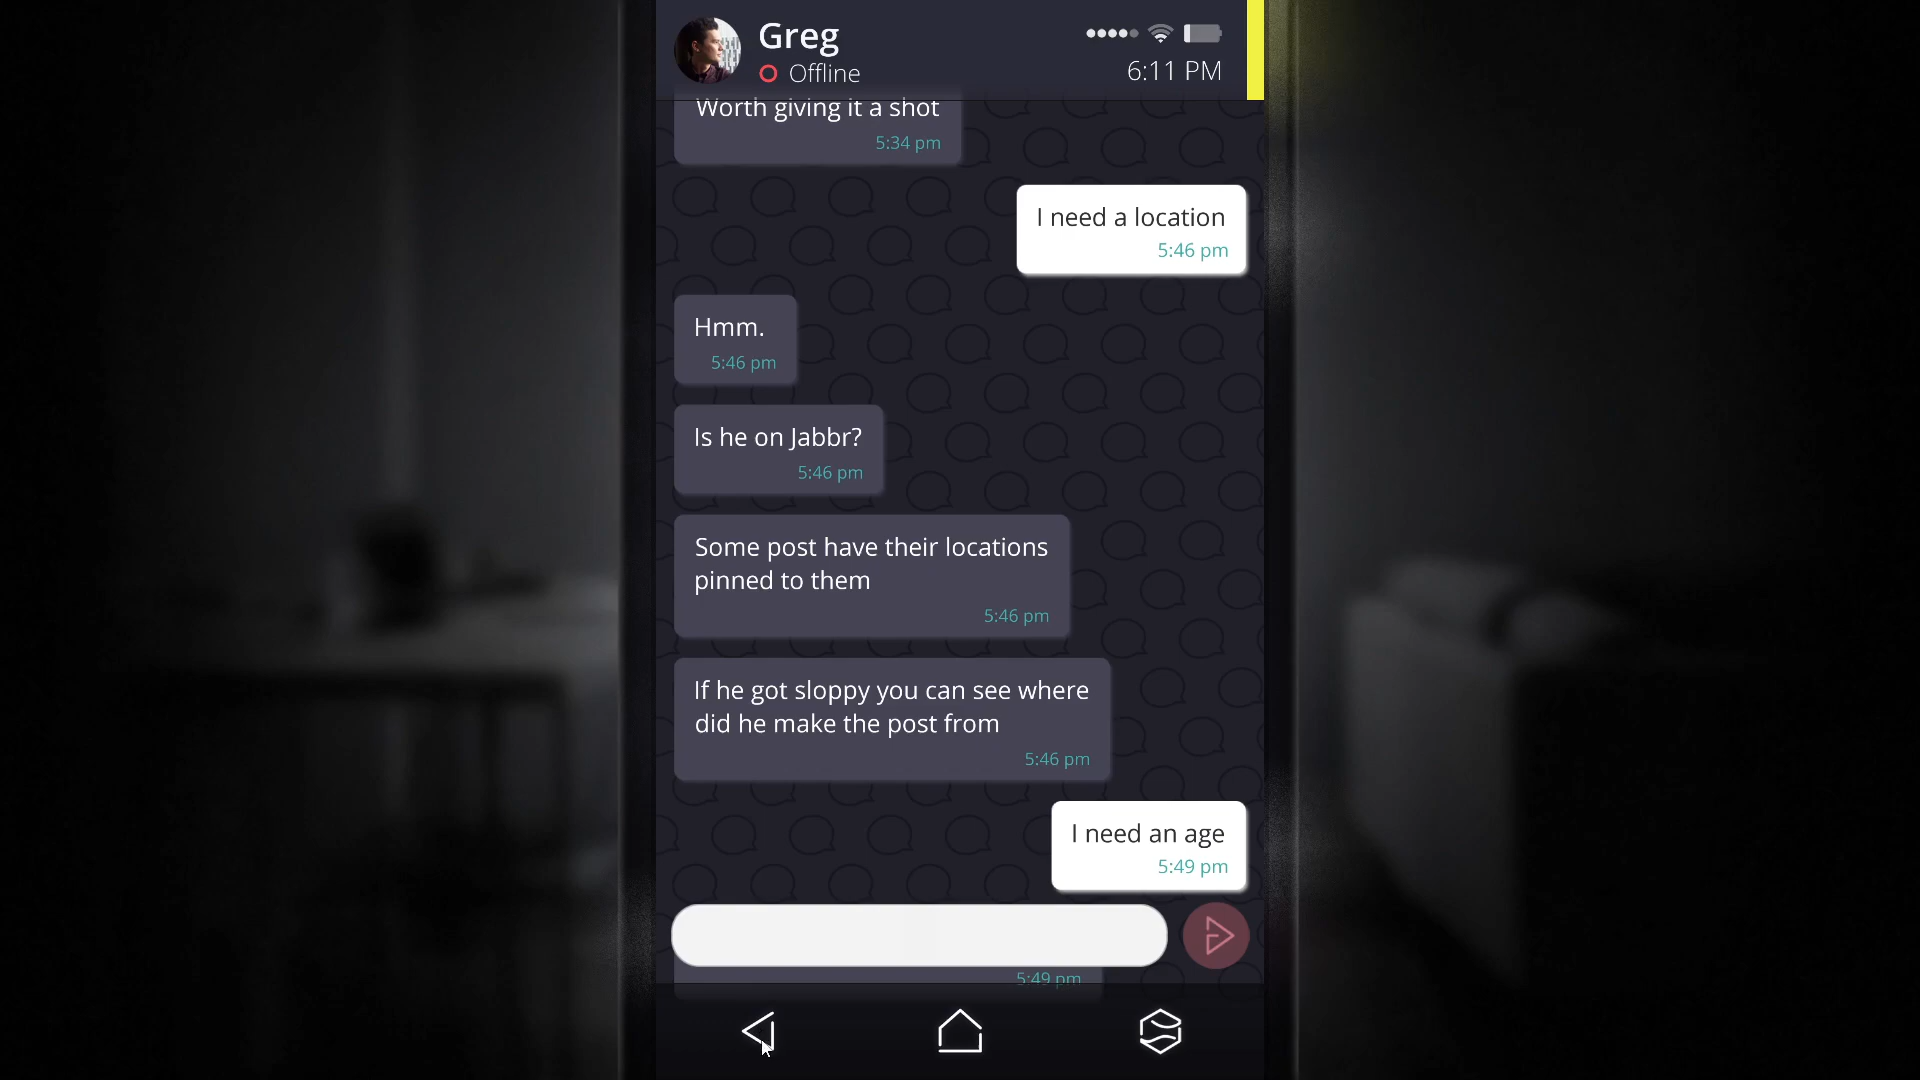 Greg
Offline
6:11 PM
Worth giving it a shot
5:34 pm
I need a location
5:46 pm
Hmm.
5:46 pm
Is he on Jabbr?
5:46 pm
Some post have their locations
pinned to them
5:46 pm
If he got sloppy you can see where
did he make the post from
5:46 pm
I need an age
5:49 pm
5:49 pm